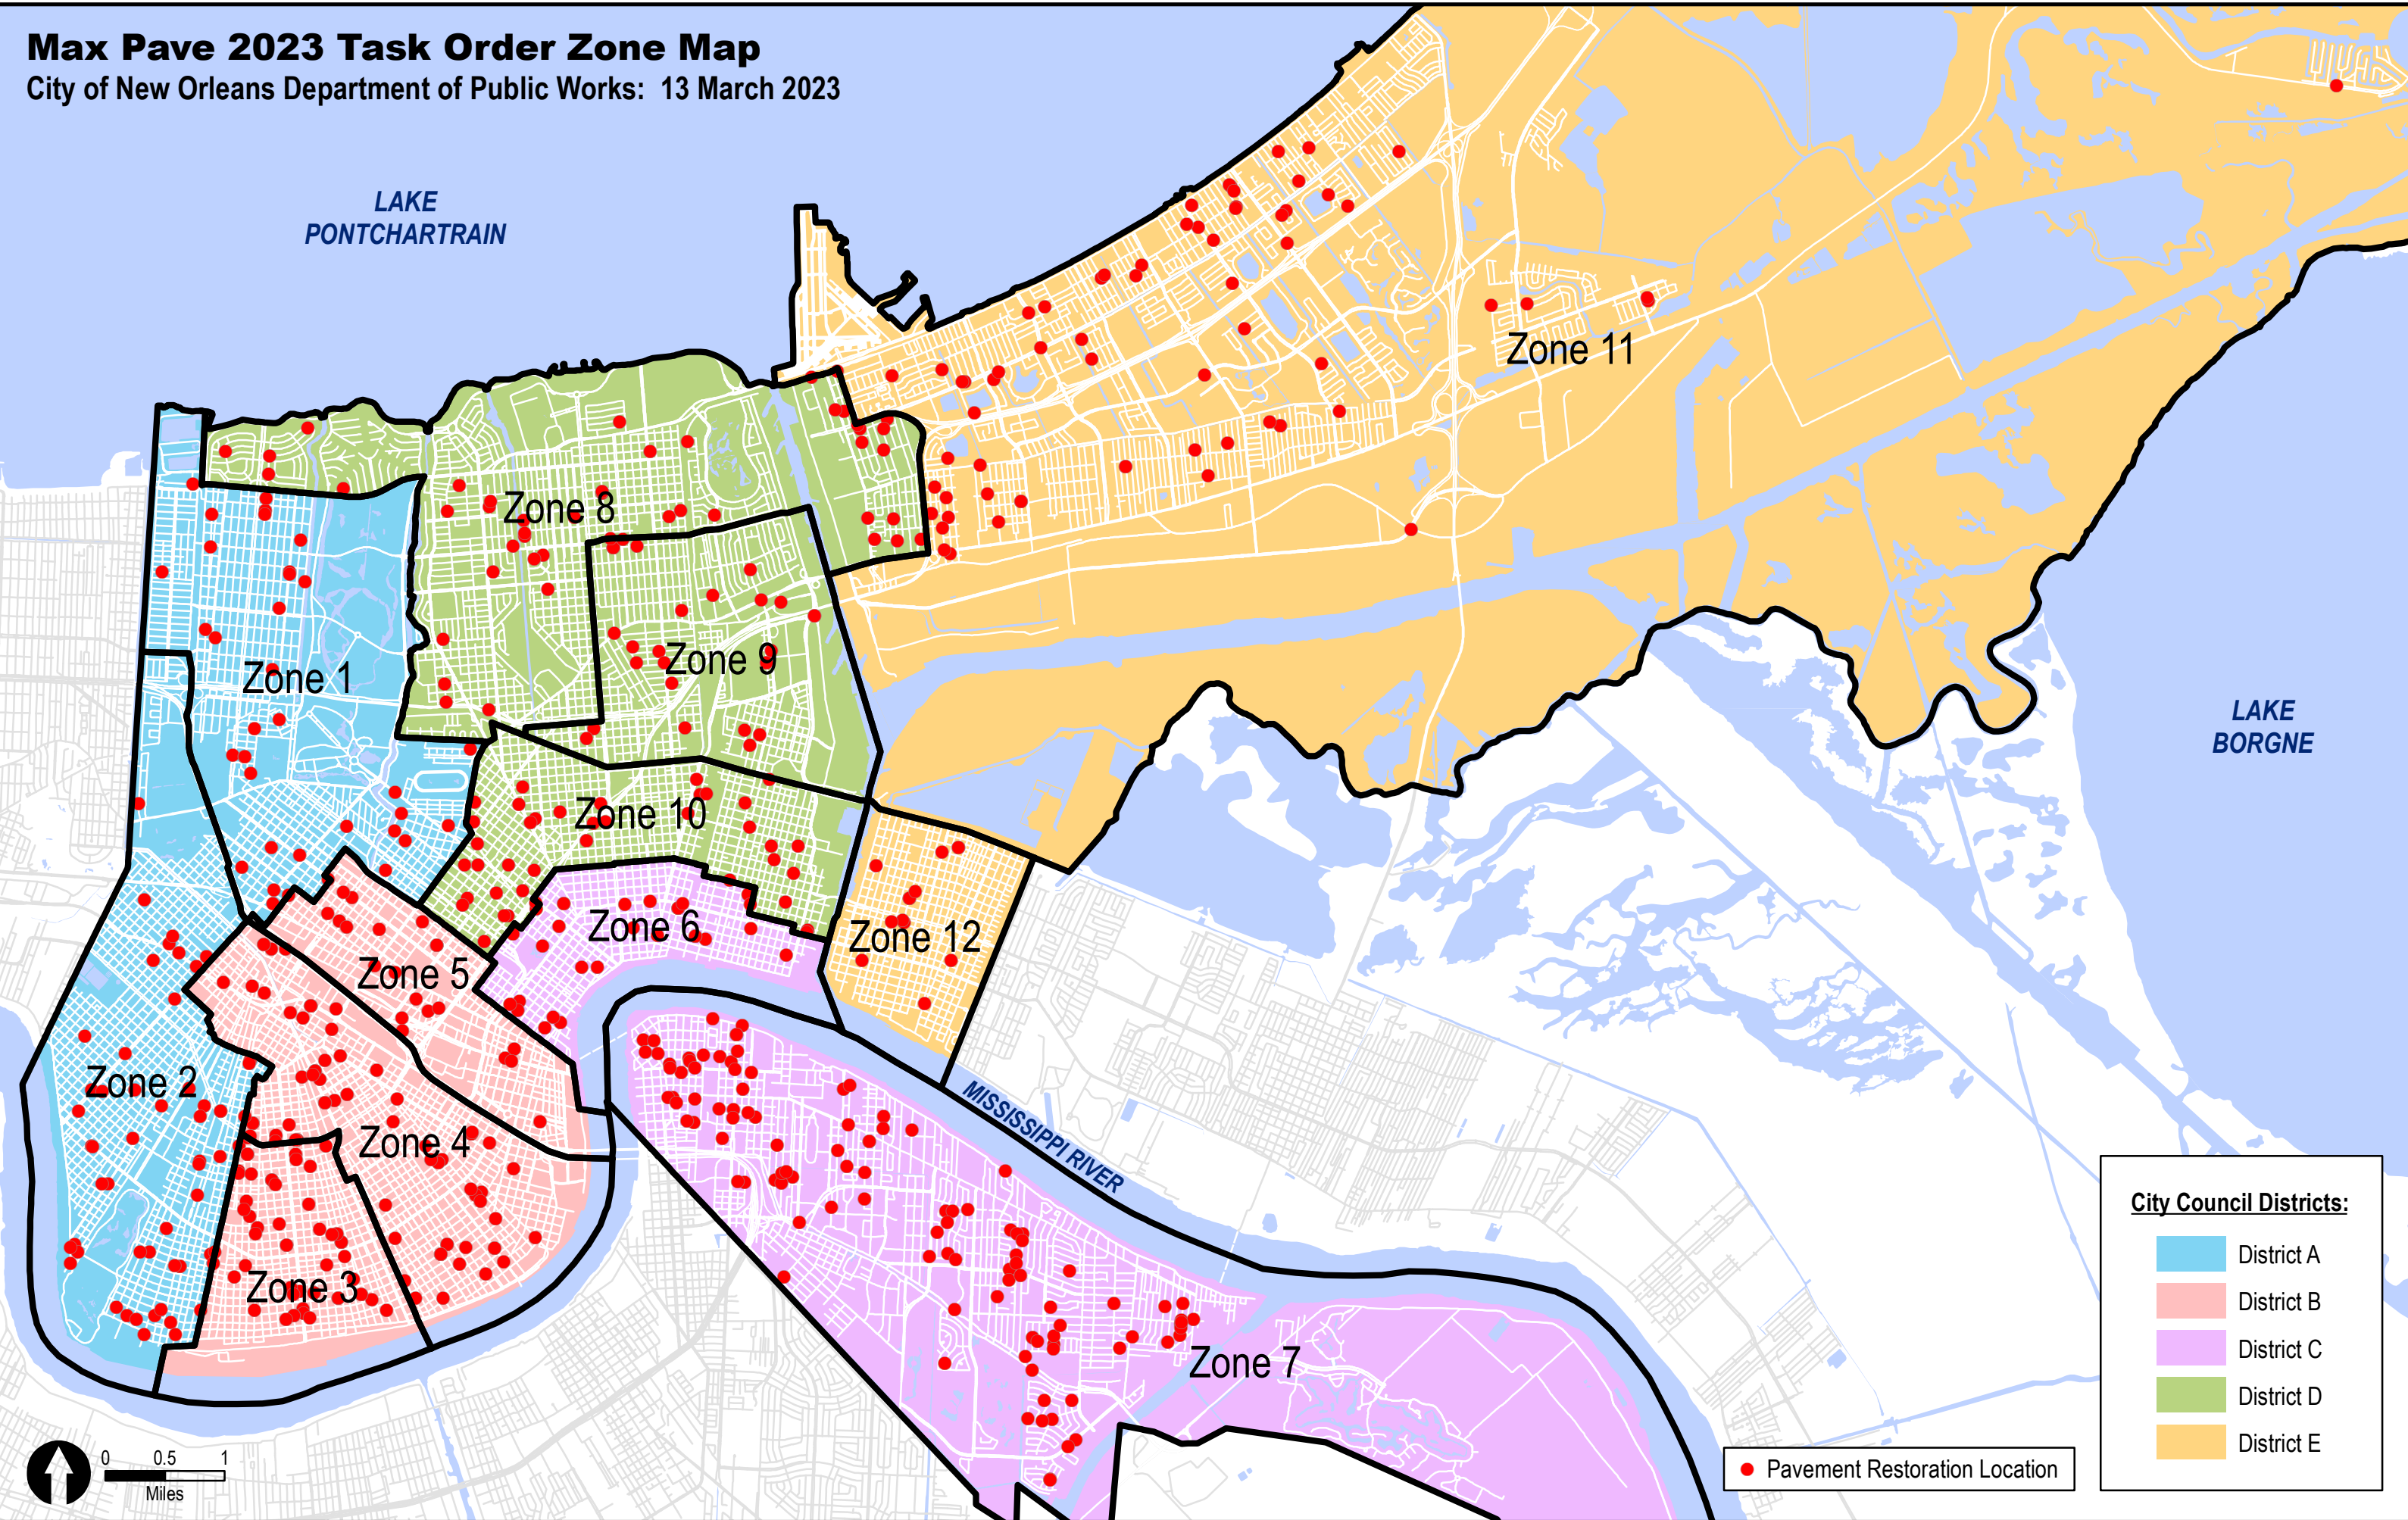 Max Pave 2023 Task Order Zone Map
City of New Orleans Department of Public Works: 13 March 2023
LAKE
PONTCHARTRAIN
Zone 11
Zone 8
Zone 9
Zone 1
LAKE
BORGNE
Zone 10
Zone 6
Zone 12
Zone 5
Zone 2
MISSISSIPPI RIVER
Zone 4
Zone 3
Zone 7
City Council Districts:
District A
District B
District C
District D
District E
Pavement Restoration Location
0 0.5 1
Miles